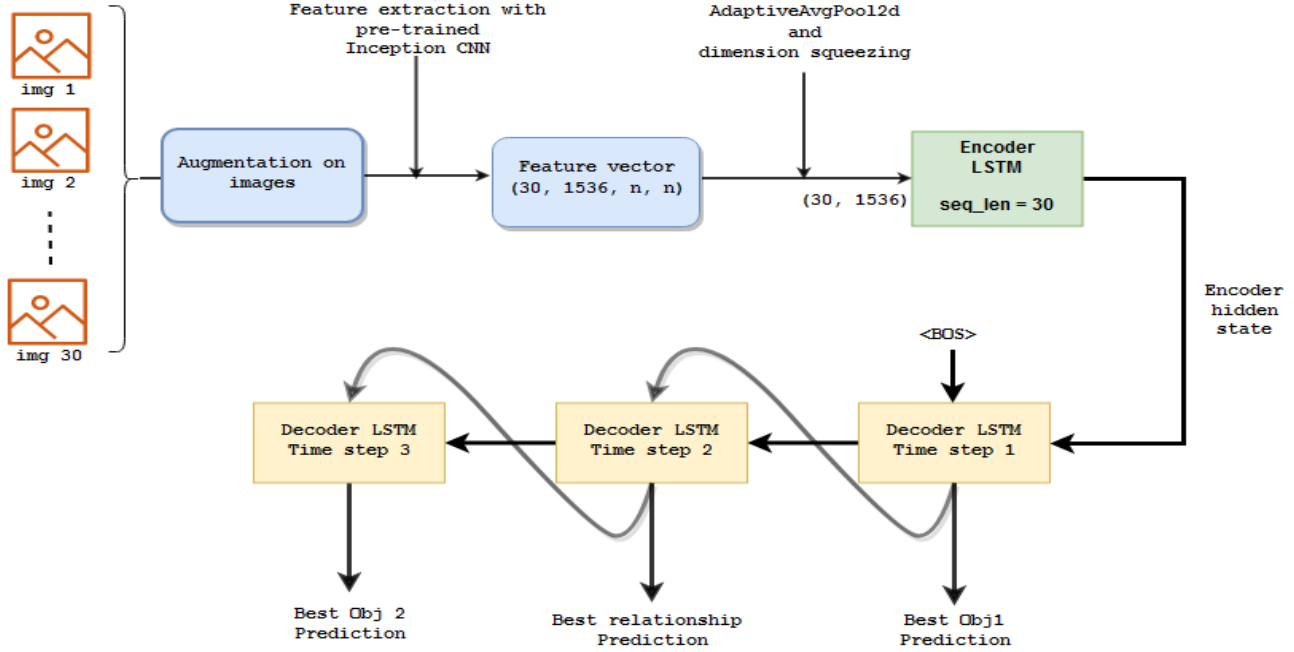 Feature extraction with
pre-trained
Inception CNN
AdaptiveAvgPool2d
and
dimension squeezing
img 1
img 2
img 30
Augmentation on
images
Feature vector
(30, 1536, n, n)
(30, 1536)
Encoder
LSTM
seq_len = 30
Encoder
hidden
state
<BOS>
Decoder LSTM
Time step 3
Decoder LSTM
Time step 2
Decoder LSTM
Time step 1
Best Obj 2
Prediction
Best relationship
Prediction
Best Obj1
Prediction